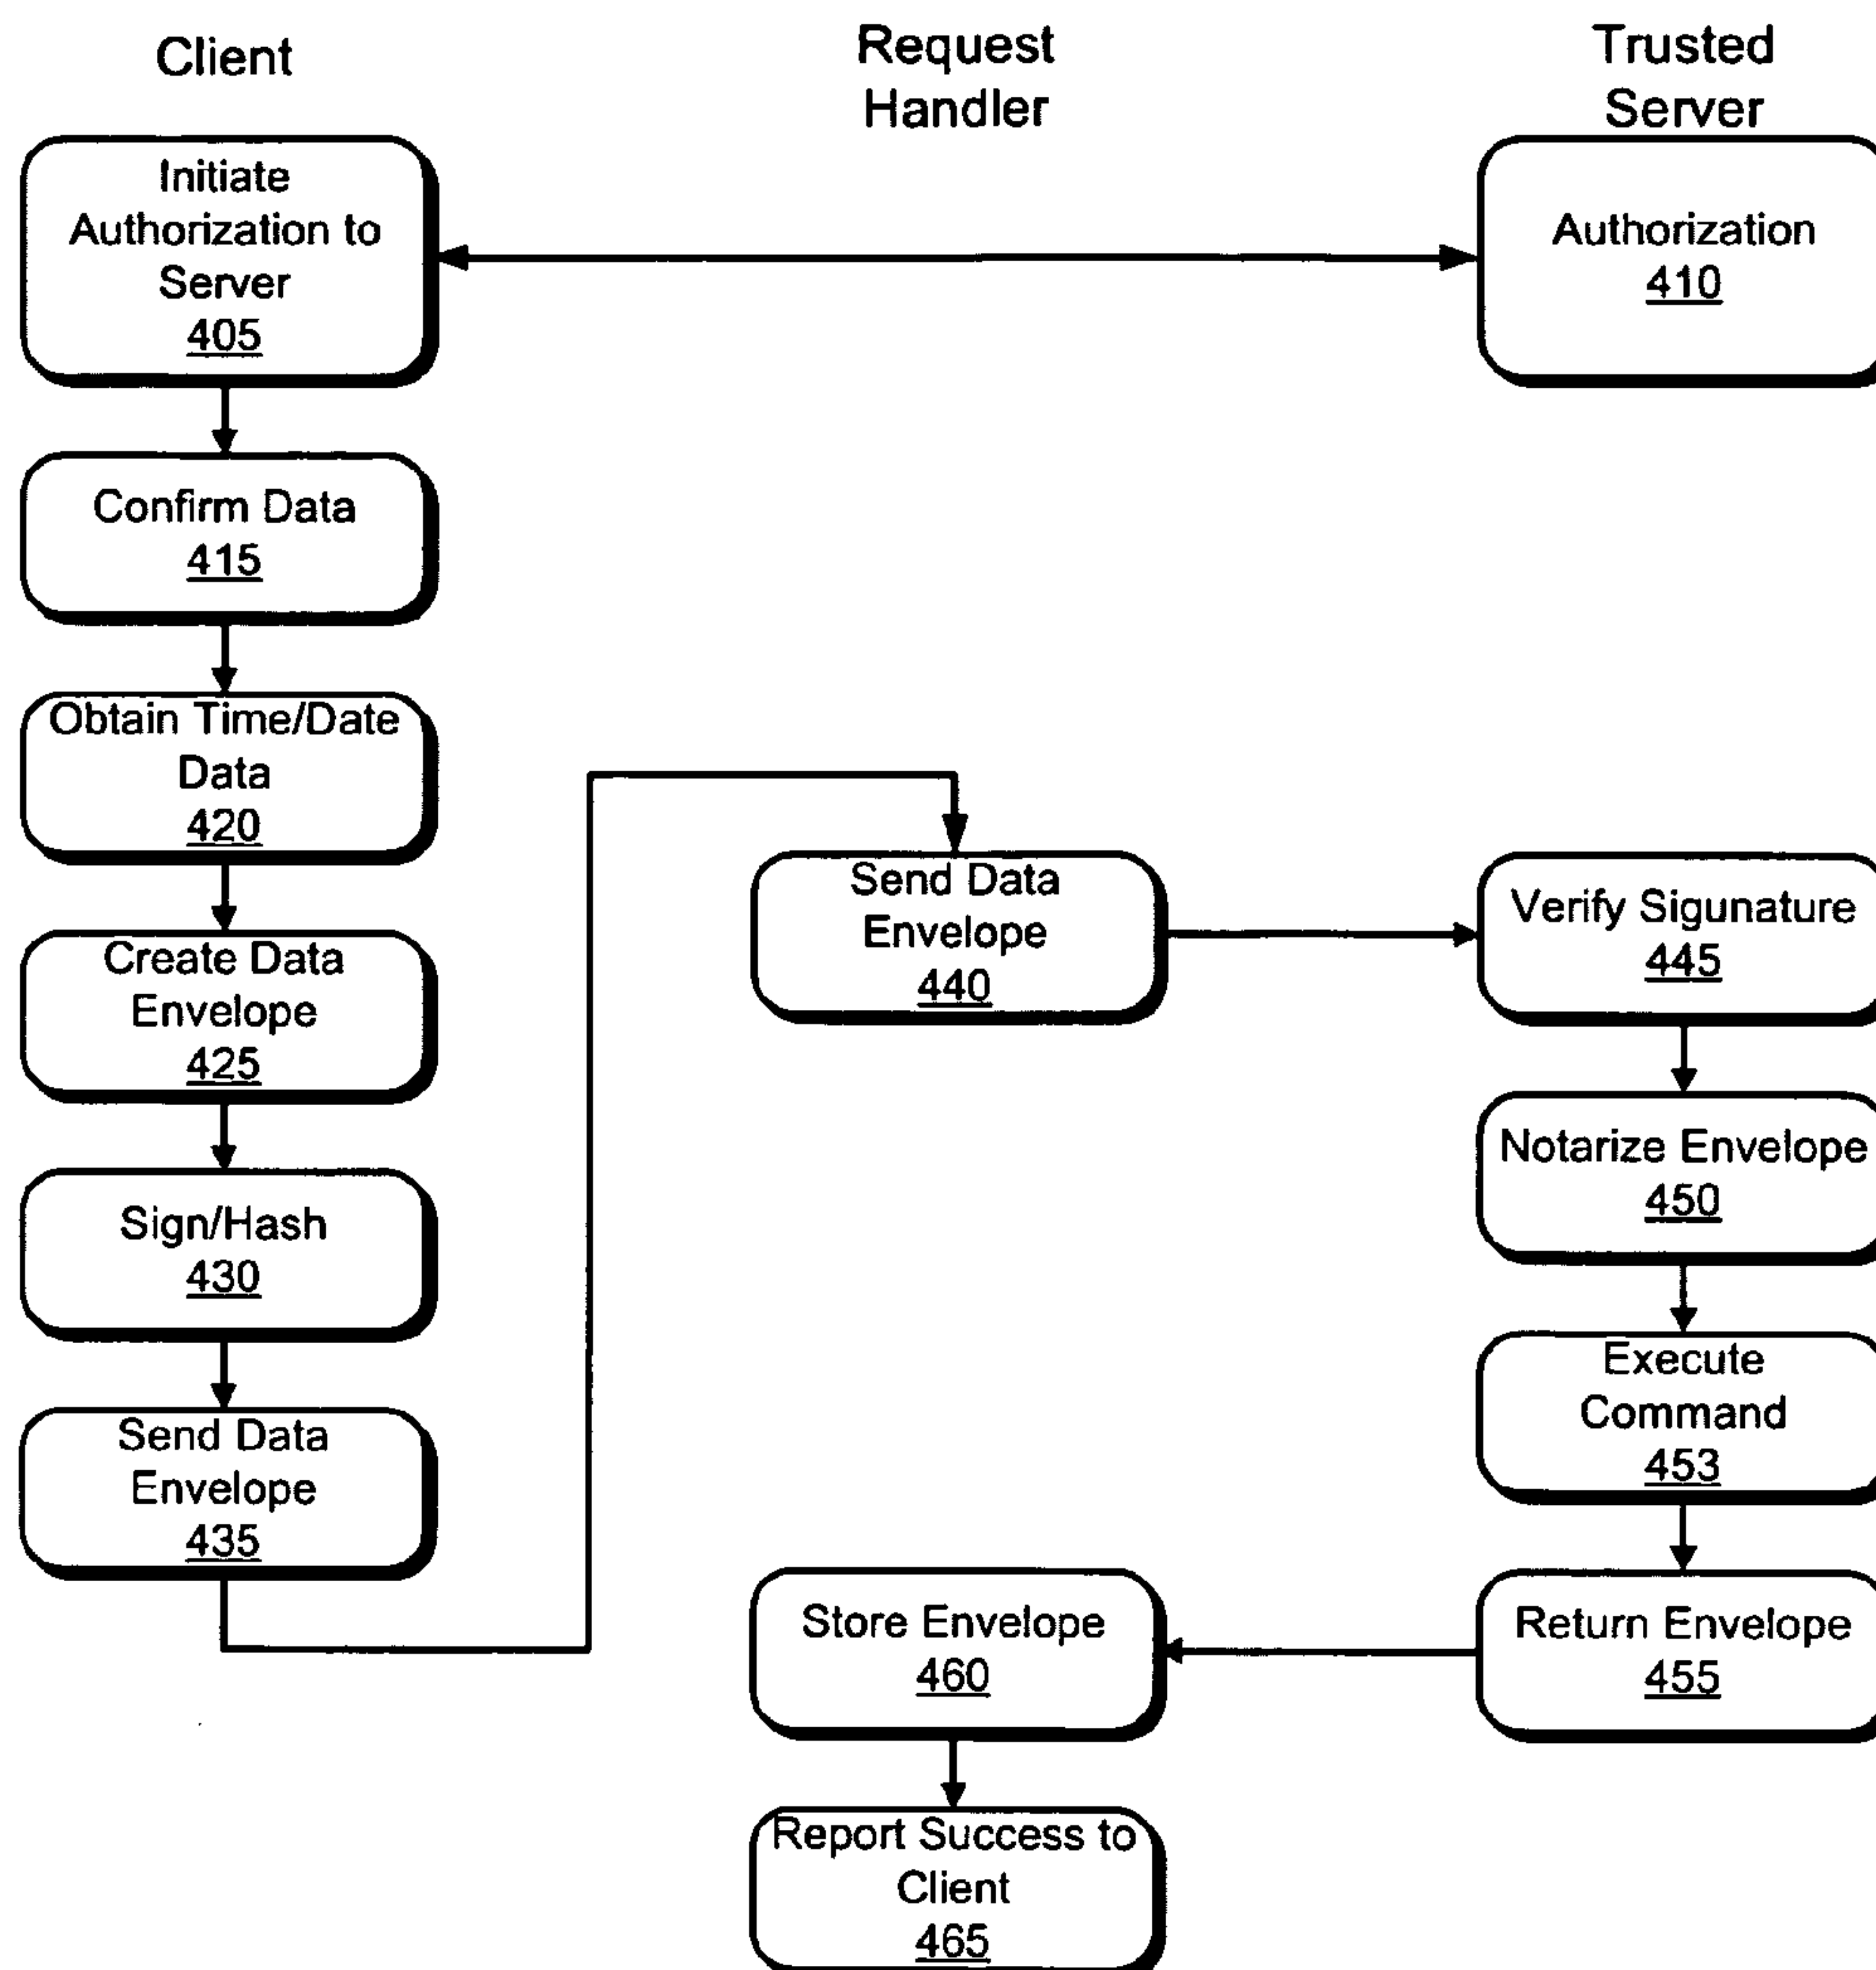 Client
Request
Handler
Trusted
Server
Initiate
Authorization to
Server
405
Authorization
410
Confirm Data
415
Obtain Time/Date
Data
420
Create Data
Envelope
425
Sign/Hash
430
Send Data
Envelope
435
Send Data
Envelope
440
Verify Sigunature
445
Notarize Envelope
450
Execute
Command
453
Return Envelope
455
Store Envelope
460
Report Success to
Client
465